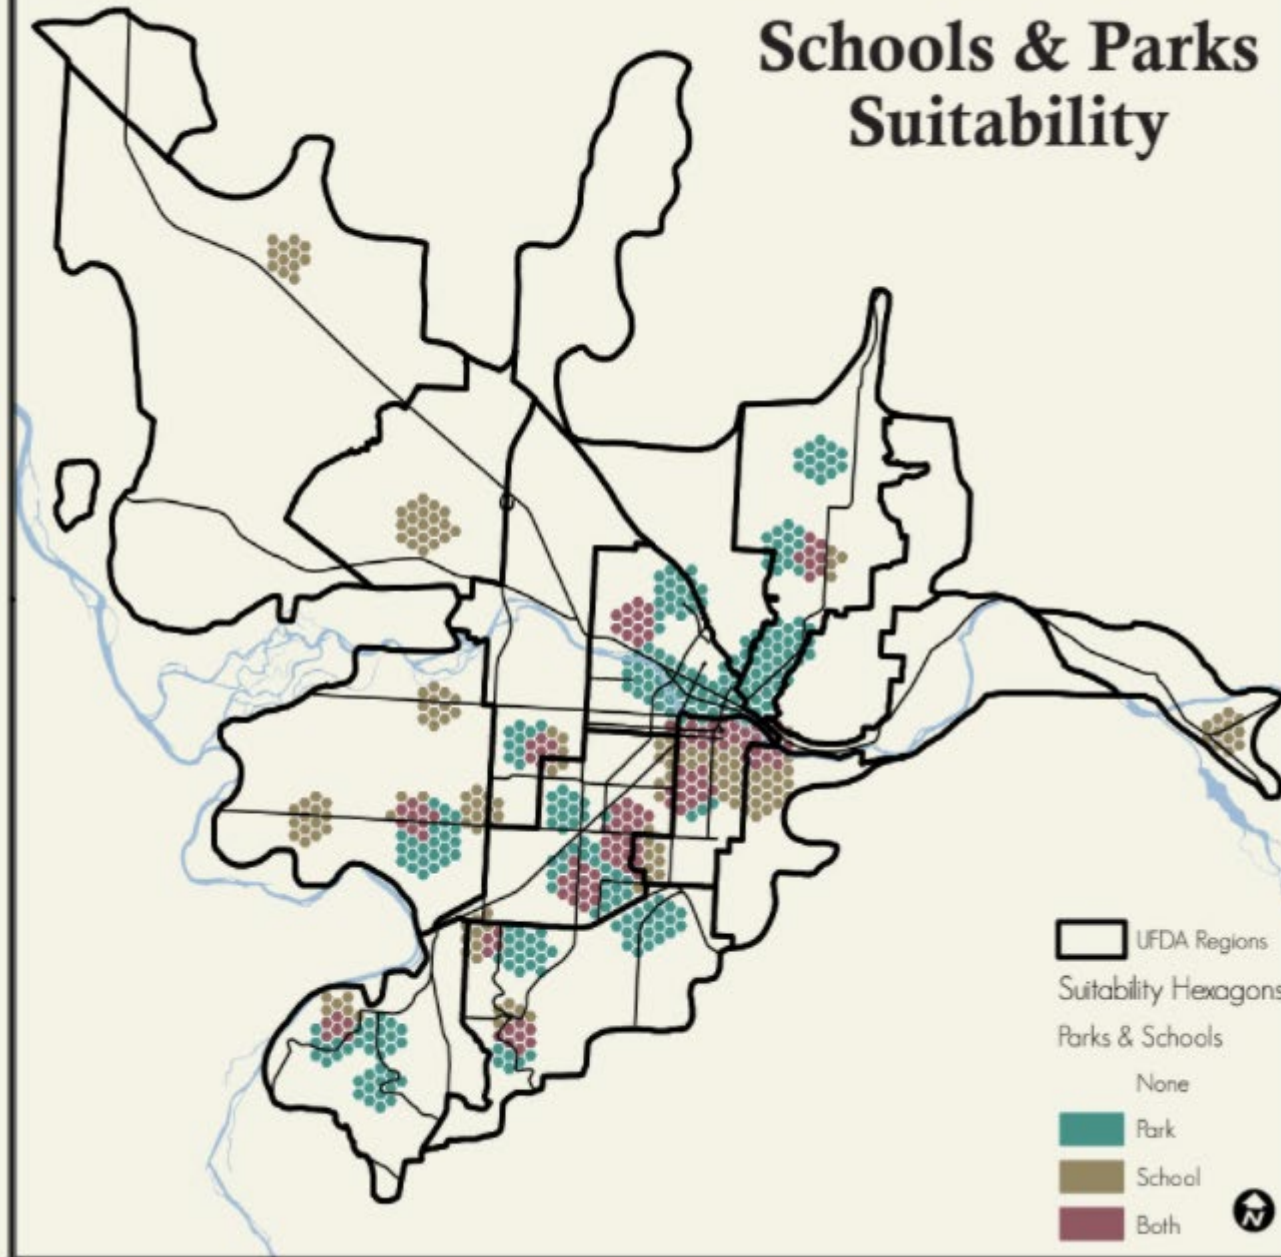 Schools & Parks
Suitability
UFDA Regions
Suitability Hexagons
Parks & Schools
None
Park
School
Both
N